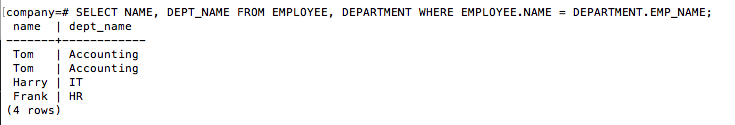 company=# SELECT NAME, DEPT_NAME FROM EMPLOYEE, DEPARTMENT WHERE EMPLOYEE.NAME = DEPARTMENT.EMP_NAME;
 name  | dept_name
-------+------------
 Tom   | Accounting
 Tom   | Accounting
 Harry | IT
 Frank | HR
(4 rows)